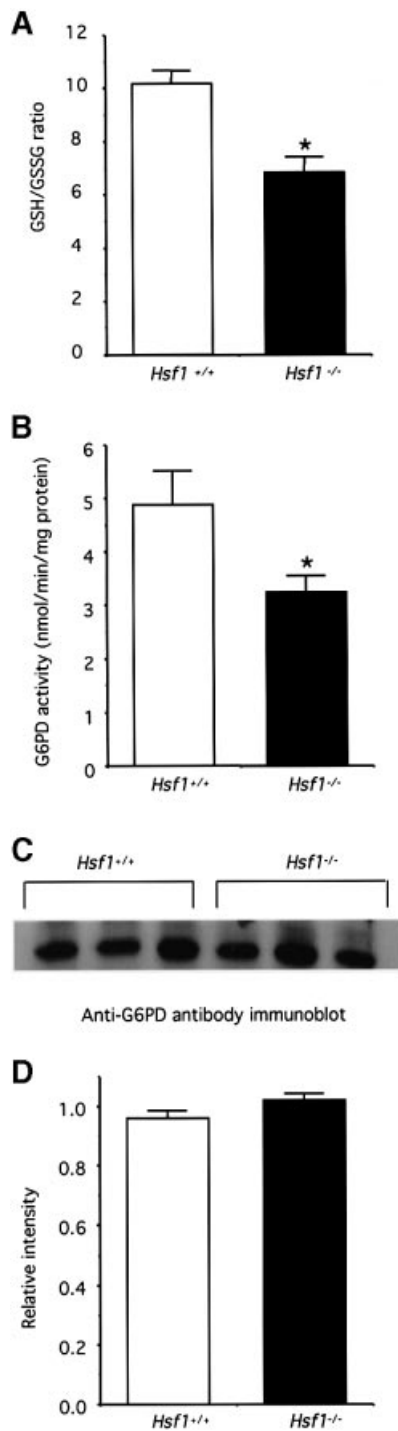 A
GSH/GSSG ratio
12
10
8
6
4
2
0
*
Hsf1 +/+
Hsf1 -/-
B
G6PD activity (nmol/min/mg protein)
6
5
4
3
2
1
0
*
Hsf1+/+
Hsf1-/-
C
Hsf1+/+
Hsf1-/-
Anti-G6PD antibody immunoblot
D
Relative intensity
1.0
0.8
0.6
0.4
0.2
0.0
Hsf1+/+
Hsf1-/-